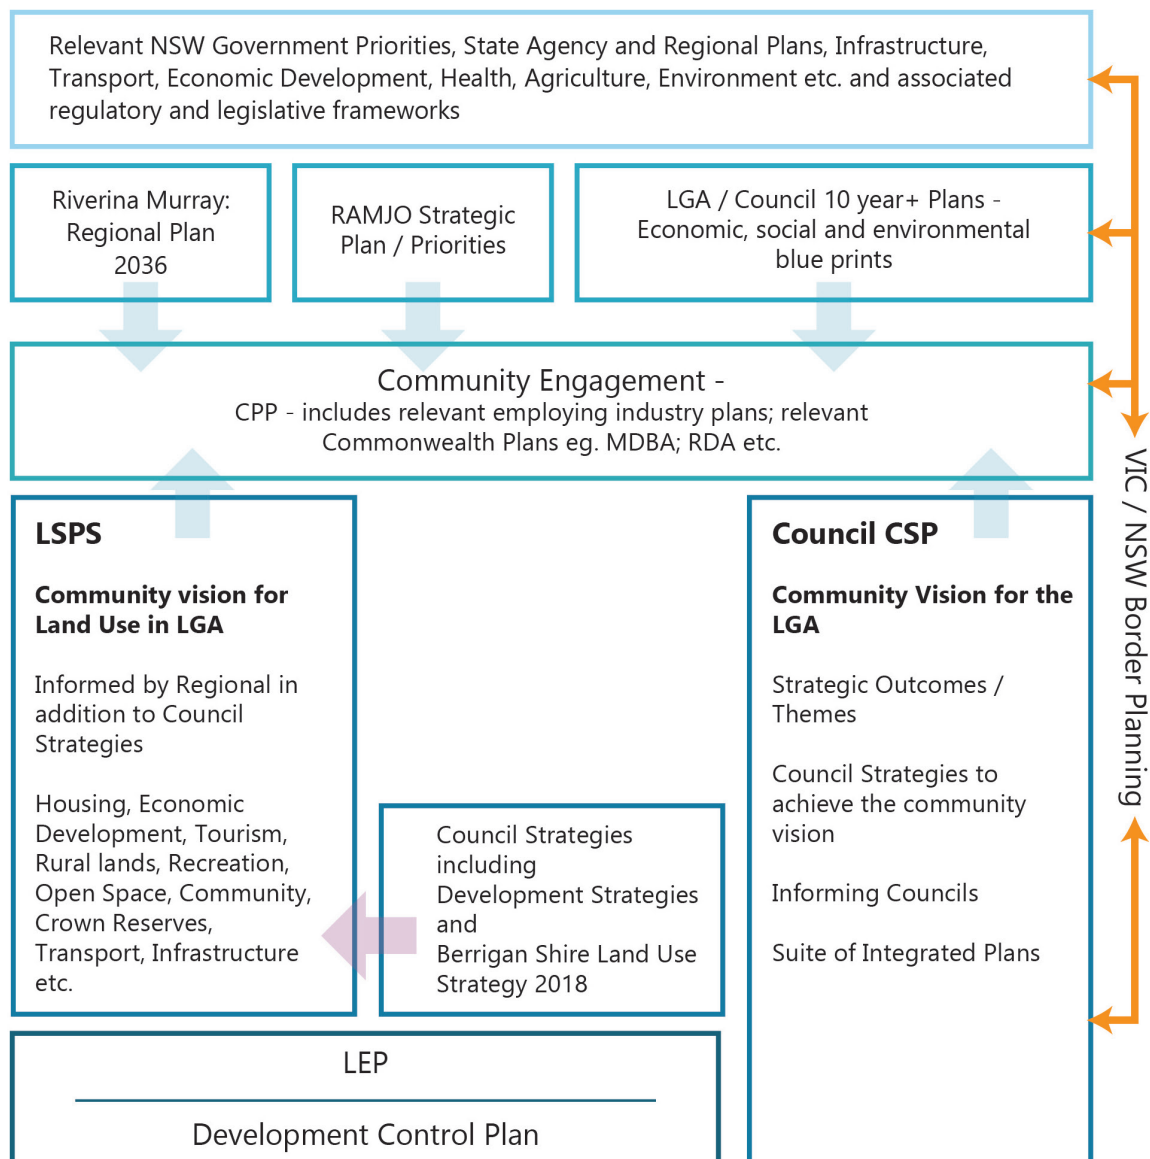 Relevant NSW Government Priorities, State Agency and Regional Plans, Infrastructure,
Transport, Economic Development, Health, Agriculture, Environment etc. and associated
regulatory and legislative frameworks
Riverina Murray:
Regional Plan
2036
RAMJO Strategic
Plan / Priorities
LGA / Council 10 year+ Plans -
Economic, social and environmental
blue prints
Community Engagement -
CPP - includes relevant employing industry plans; relevant
Commonwealth Plans eg. MDBA; RDA etc.
LSPS
Community vision for
Land Use in LGA
Informed by Regional in
addition to Council
Strategies
Housing, Economic
Development, Tourism,
Rural lands, Recreation,
Open Space, Community,
Crown Reserves,
Transport, Infrastructure
etc.
Council Strategies
including
Development Strategies
and
Berrigan Shire Land Use
Strategy 2018
Council CSP
Community Vision for the
LGA
Strategic Outcomes /
Themes
Council Strategies to
achieve the community
vision
Informing Councils
Suite of Integrated Plans
VIC / NSW Border Planning
LEP
Development Control Plan